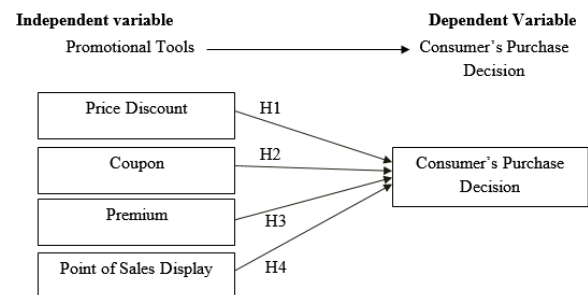 Independent variable
Dependent Variable
Promotional Tools
Consumer's Purchase
Decision
Price Discount
H1
Coupon
H2
Consumer's Purchase
Decision
Premium
H3
Point of Sales Display
H4